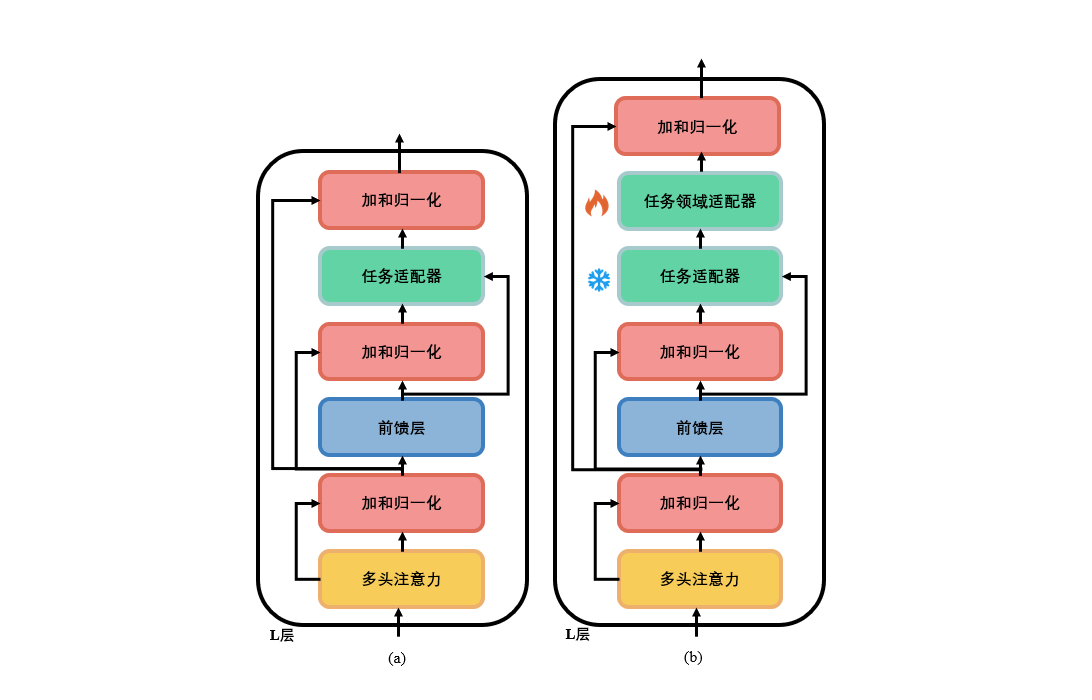 加和归一化
任务适配器
加和归一化
前馈层
加和归一化
多头注意力
L层
(a)
加和归一化
任务领域适配器
任务适配器
加和归一化
前馈层
加和归一化
多头注意力
L层
(b)